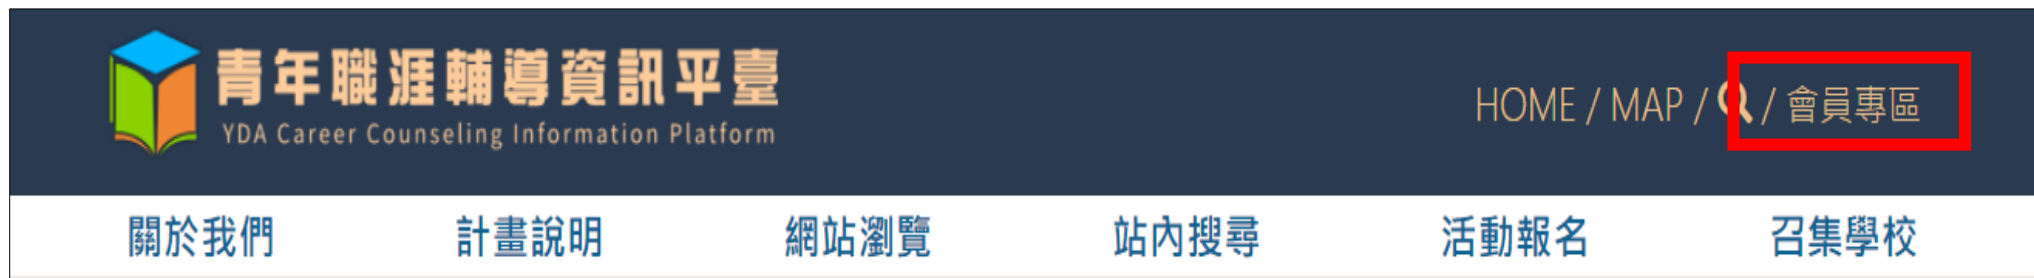 青年職涯輔導資訊平臺
YDA Career Counseling Information Platform
HOME / MAP / / 會員專區
關於我們 計畫說明 網站瀏覽 站內搜尋 活動報名 召集學校